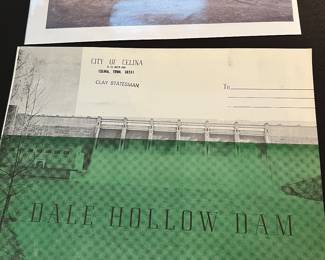 CITY OF CELINA
CELINA, TENN. 38551
CLAY STATESMAN
To
DALE HOLLOW DAM